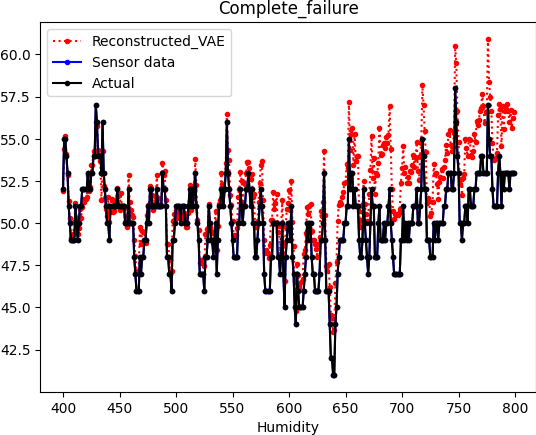 Complete_failure
Reconstructed_VAE
Sensor data
Actual
60.0
57.5
55.0
52.5
50.0
47.5
45.0
42.5
400 450 500 550 600 650 700 750 800
Humidity